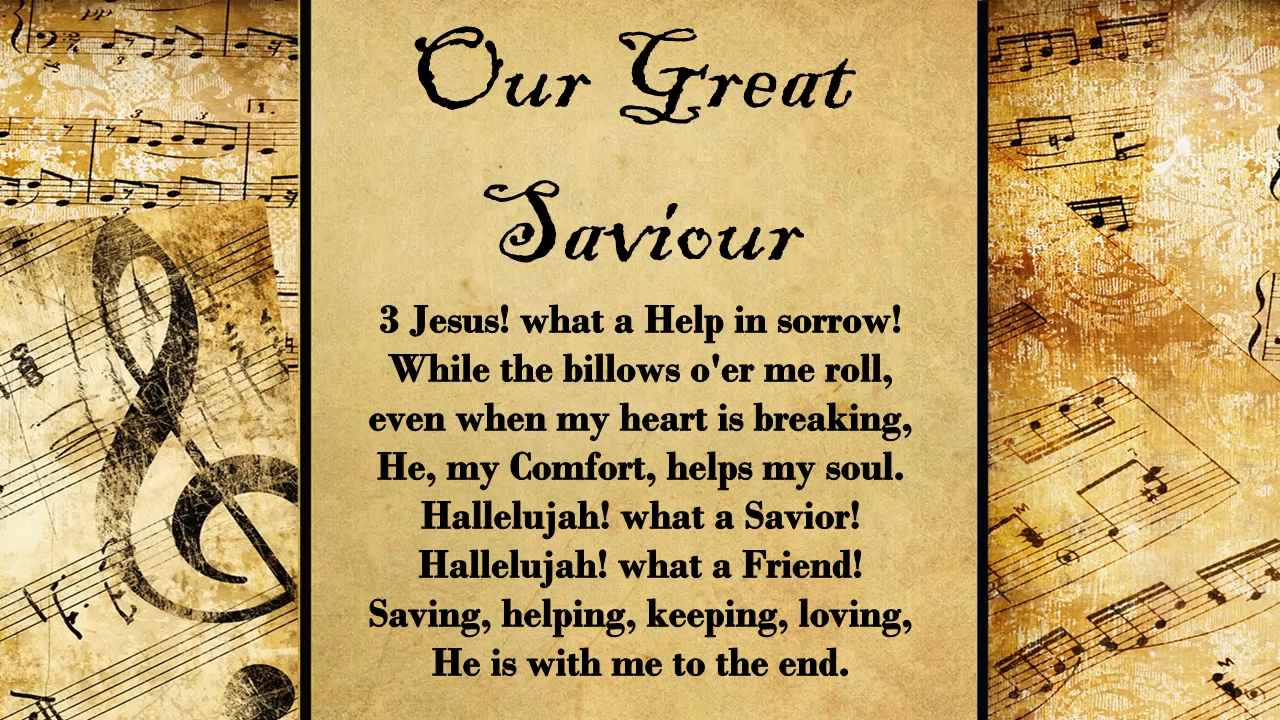 Our Great
Saviour
3 Jesus! what a Help in sorrow!
While the billows o'er me roll,
even when my heart is breaking,
He, my Comfort, helps my soul.
Hallelujah! what a Savior!
Hallelujah! what a Friend!
Saving, helping, keeping, loving,
He is with me to the end.